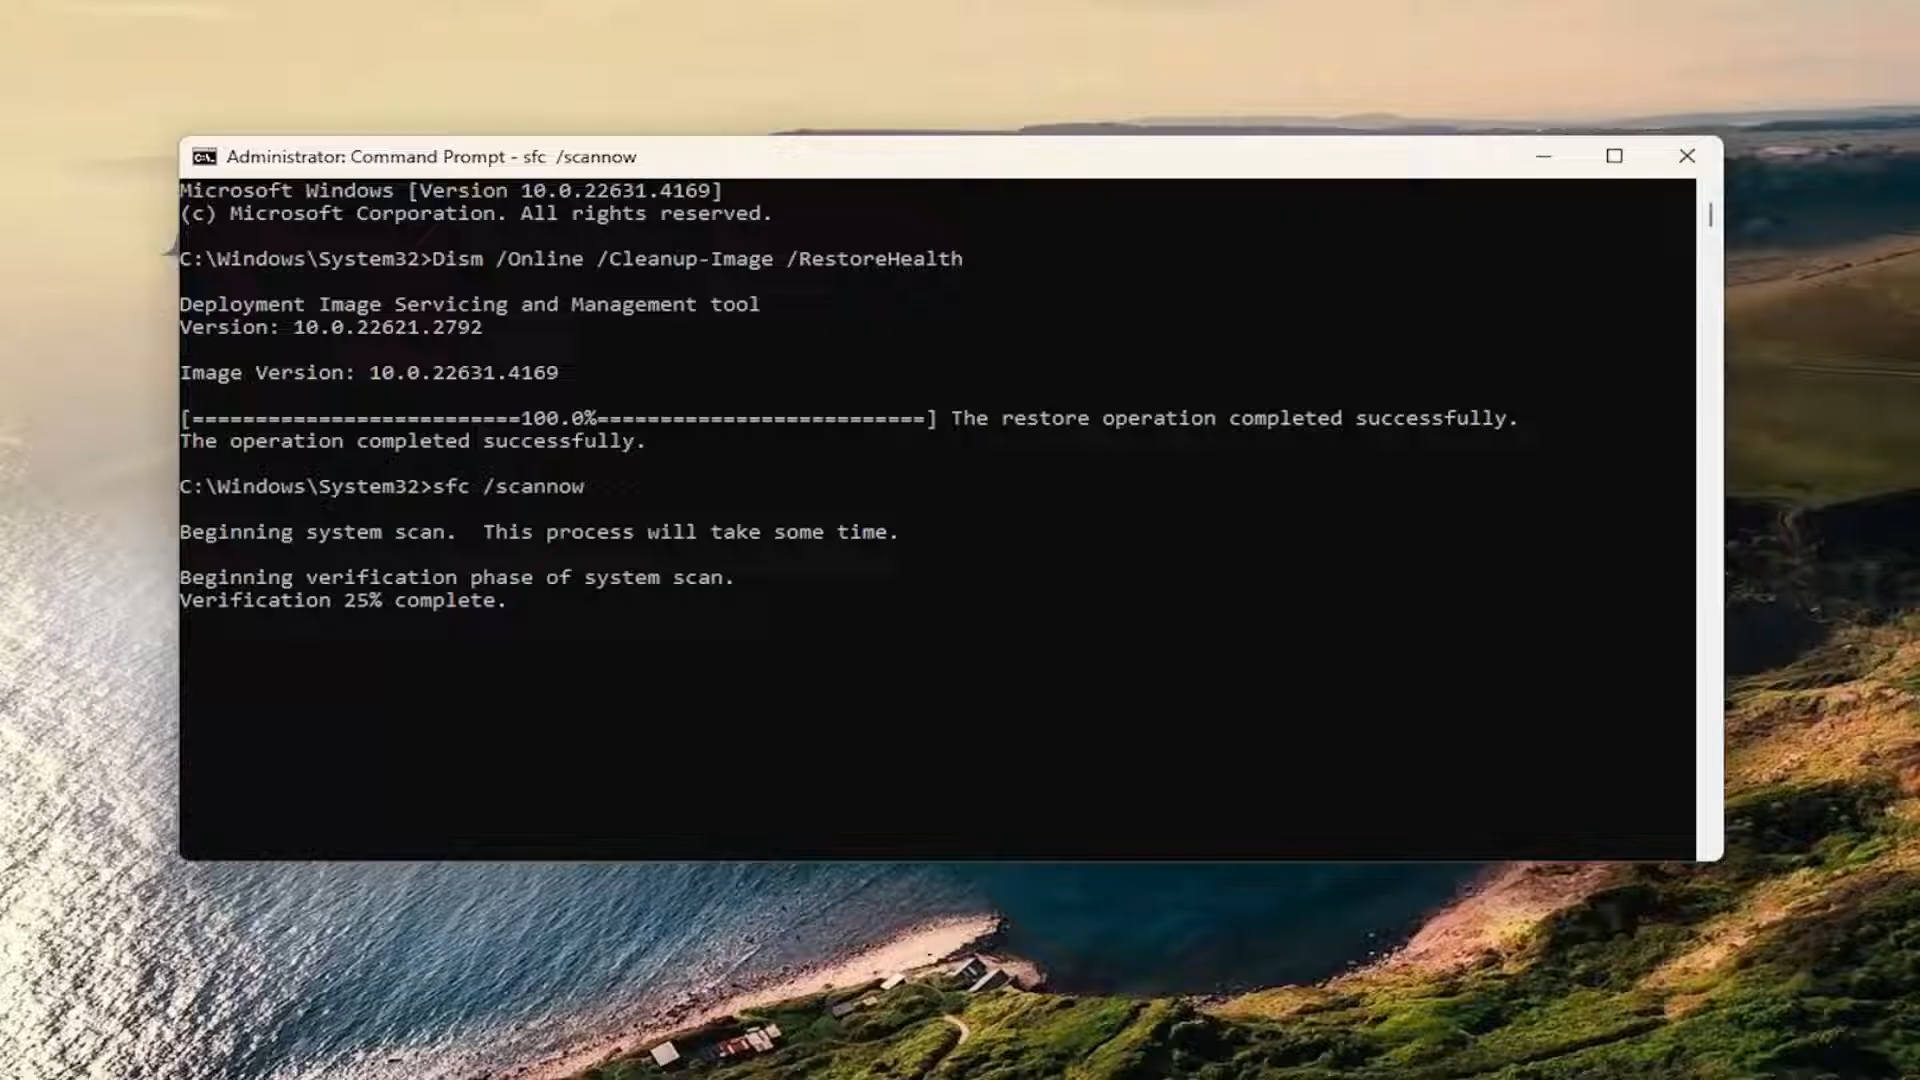 Administrator: Command Prompt - sfc  /scannow
Microsoft Windows [Version 10.0.22631.4169]
(c) Microsoft Corporation. All rights reserved.
C:\Windows\System32>Dism /Online /Cleanup-Image /RestoreHealth
Deployment Image Servicing and Management tool
Version: 10.0.22621.2792
Image Version: 10.0.22631.4169
[==========================100.0%==========================] The restore operation completed successfully.
The operation completed successfully.
C:\Windows\System32>sfc /scannow
Beginning system scan.  This process will take some time.
Beginning verification phase of system scan.
Verification 25% complete.